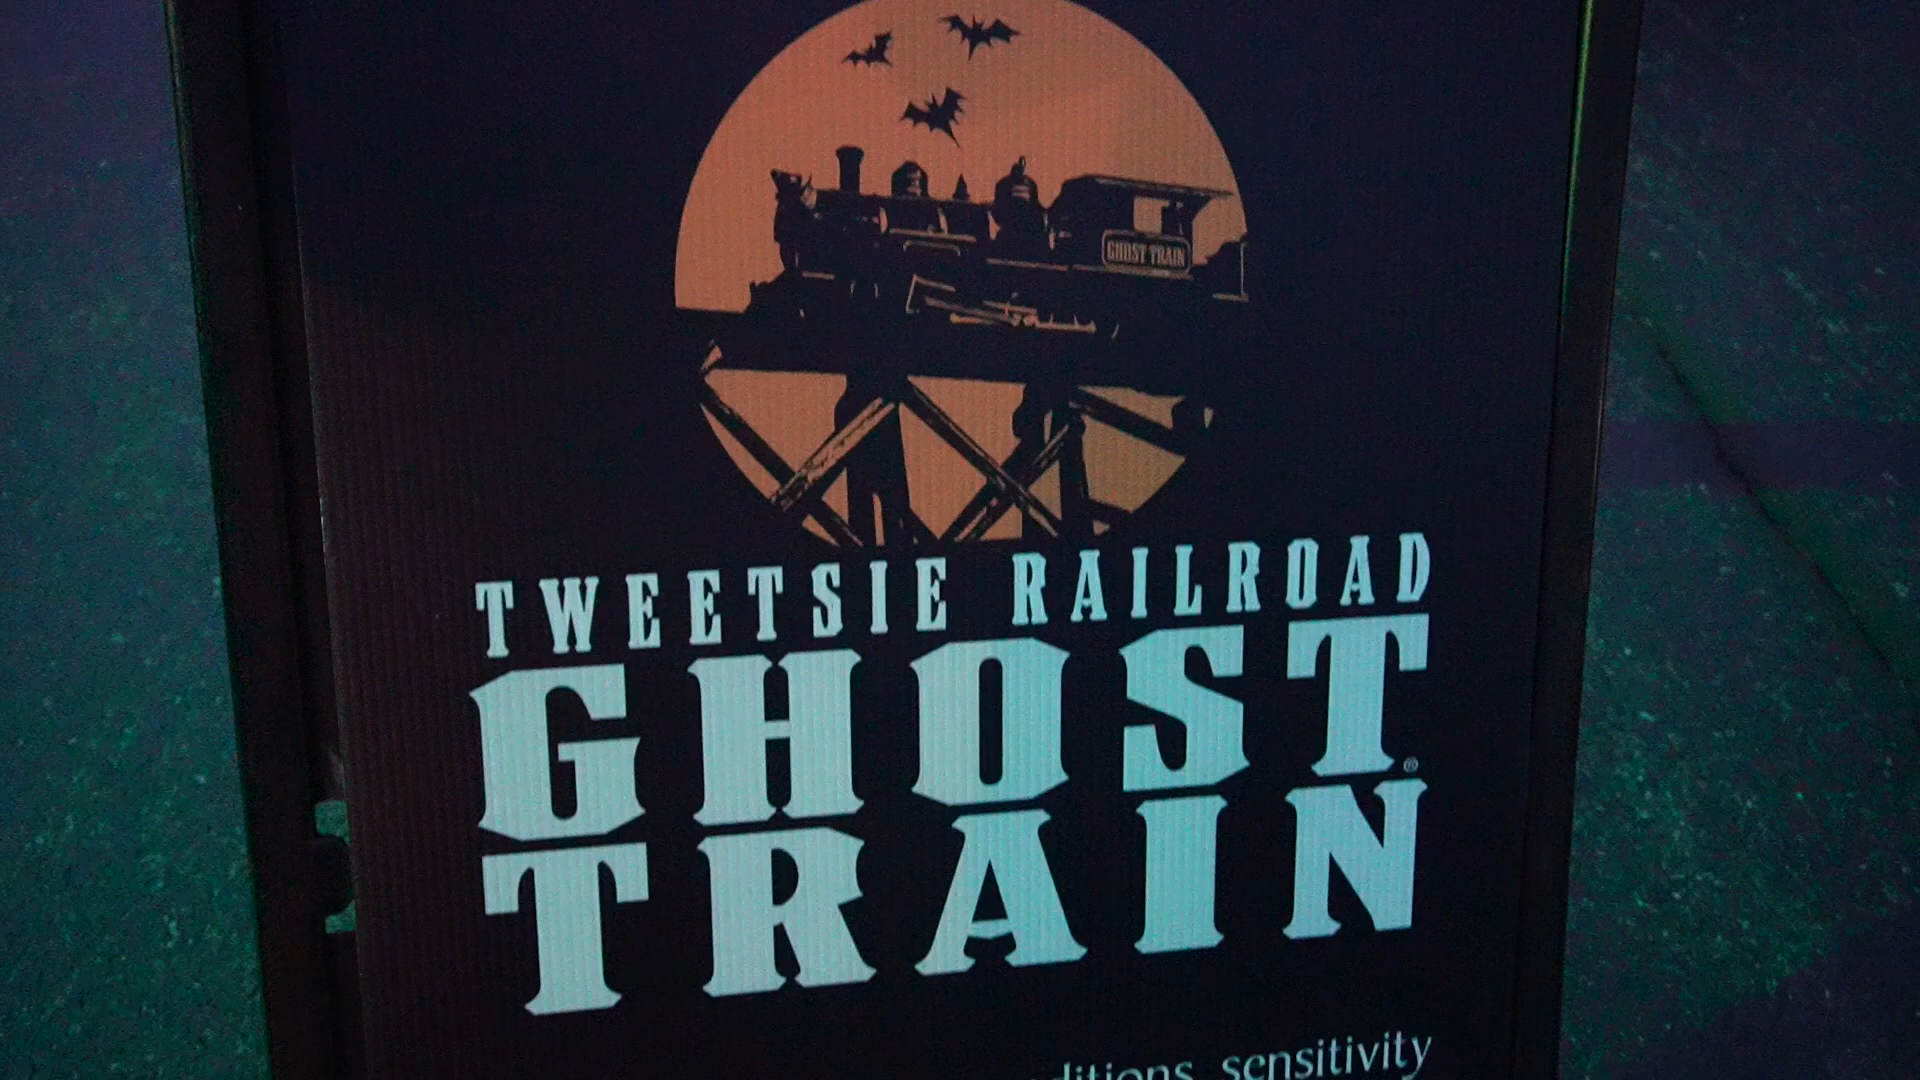 GHOST TRAIN
TWEETSIE RAILROAD
GHOST
TRAIN®
sensitivity